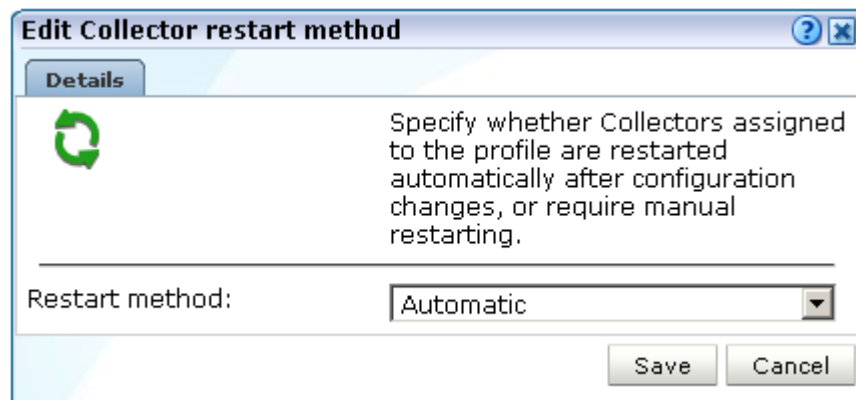 Edit Collector restart method
Details
Specify whether Collectors assigned
to the profile are restarted
automatically after configuration
changes, or require manual
restarting.
Restart method:
Automatic
Save
Cancel